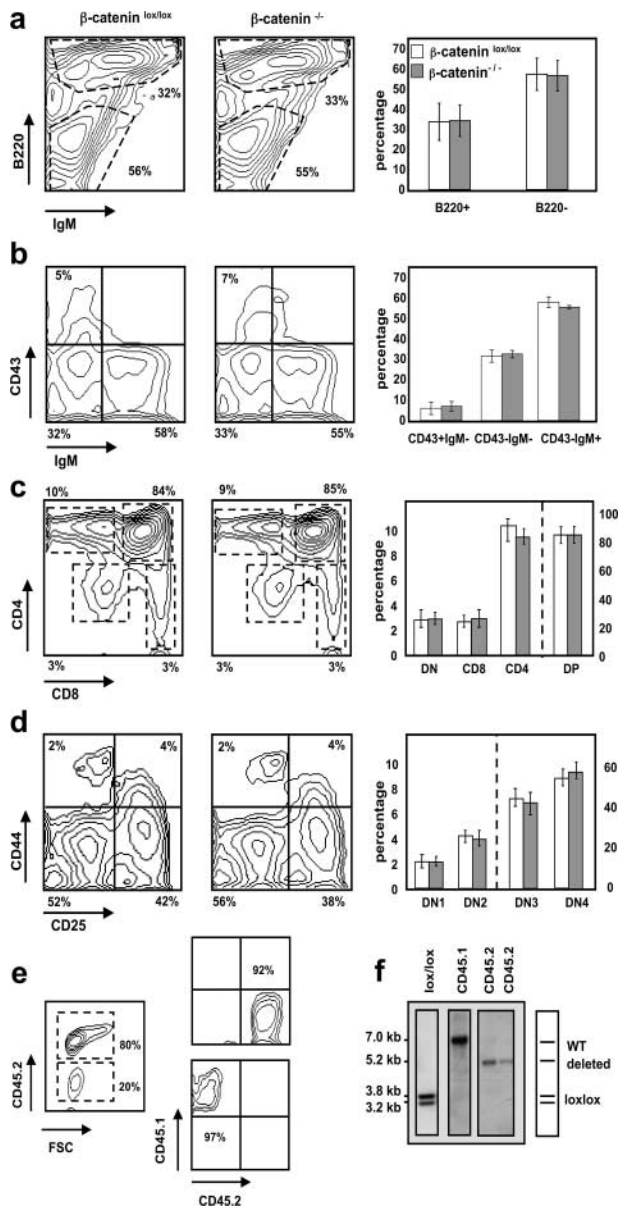 a
β-catenin lox/lox
β-catenin -/-
32%
56%
33%
55%
B220
IgM
percentage
70
60
50
40
30
20
10
0
β-catenin lox/lox
β-catenin -/-
B220+ B220-
b
5%
7%
32% 58%
33% 55%
CD43
IgM
percentage
70
60
50
40
30
20
10
0
CD43+IgM- CD43-IgM- CD43-IgM+
c
10% 84%
9% 85%
3% 3%
3% 3%
CD4
CD8
percentage
10
8
6
4
2
0
100
80
60
40
20
0
DN CD8 CD4 DP
d
2% 4%
2% 4%
52% 42%
56% 38%
CD44
CD25
percentage
10
8
6
4
2
0
60
40
20
0
DN1 DN2 DN3 DN4
e
80%
20%
CD45.2
FSC
92%
97%
CD45.1
CD45.2
f
lox/lox
CD45.1
CD45.2
CD45.2
7.0 kb
5.2 kb
3.8 kb
3.2 kb
WT
deleted
loxlox